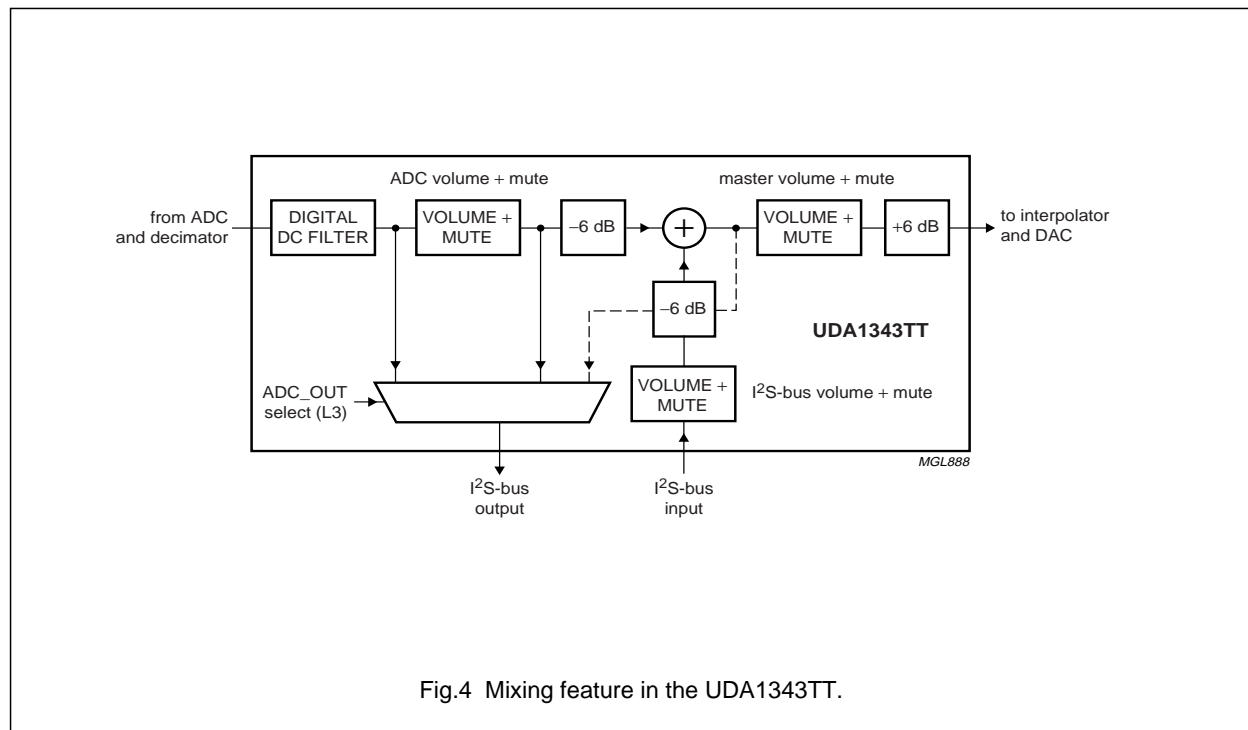 ADC volume + mute
master volume + mute
from ADC
and decimator
DIGITAL
DC FILTER
VOLUME +
MUTE
−6 dB
+
VOLUME +
MUTE
+6 dB
to interpolator
and DAC
−6 dB
UDA1343TT
ADC_OUT
select (L3)
VOLUME +
MUTE
I²S-bus volume + mute
MGL888
I²S-bus
output
I²S-bus
input
Fig.4 Mixing feature in the UDA1343TT.